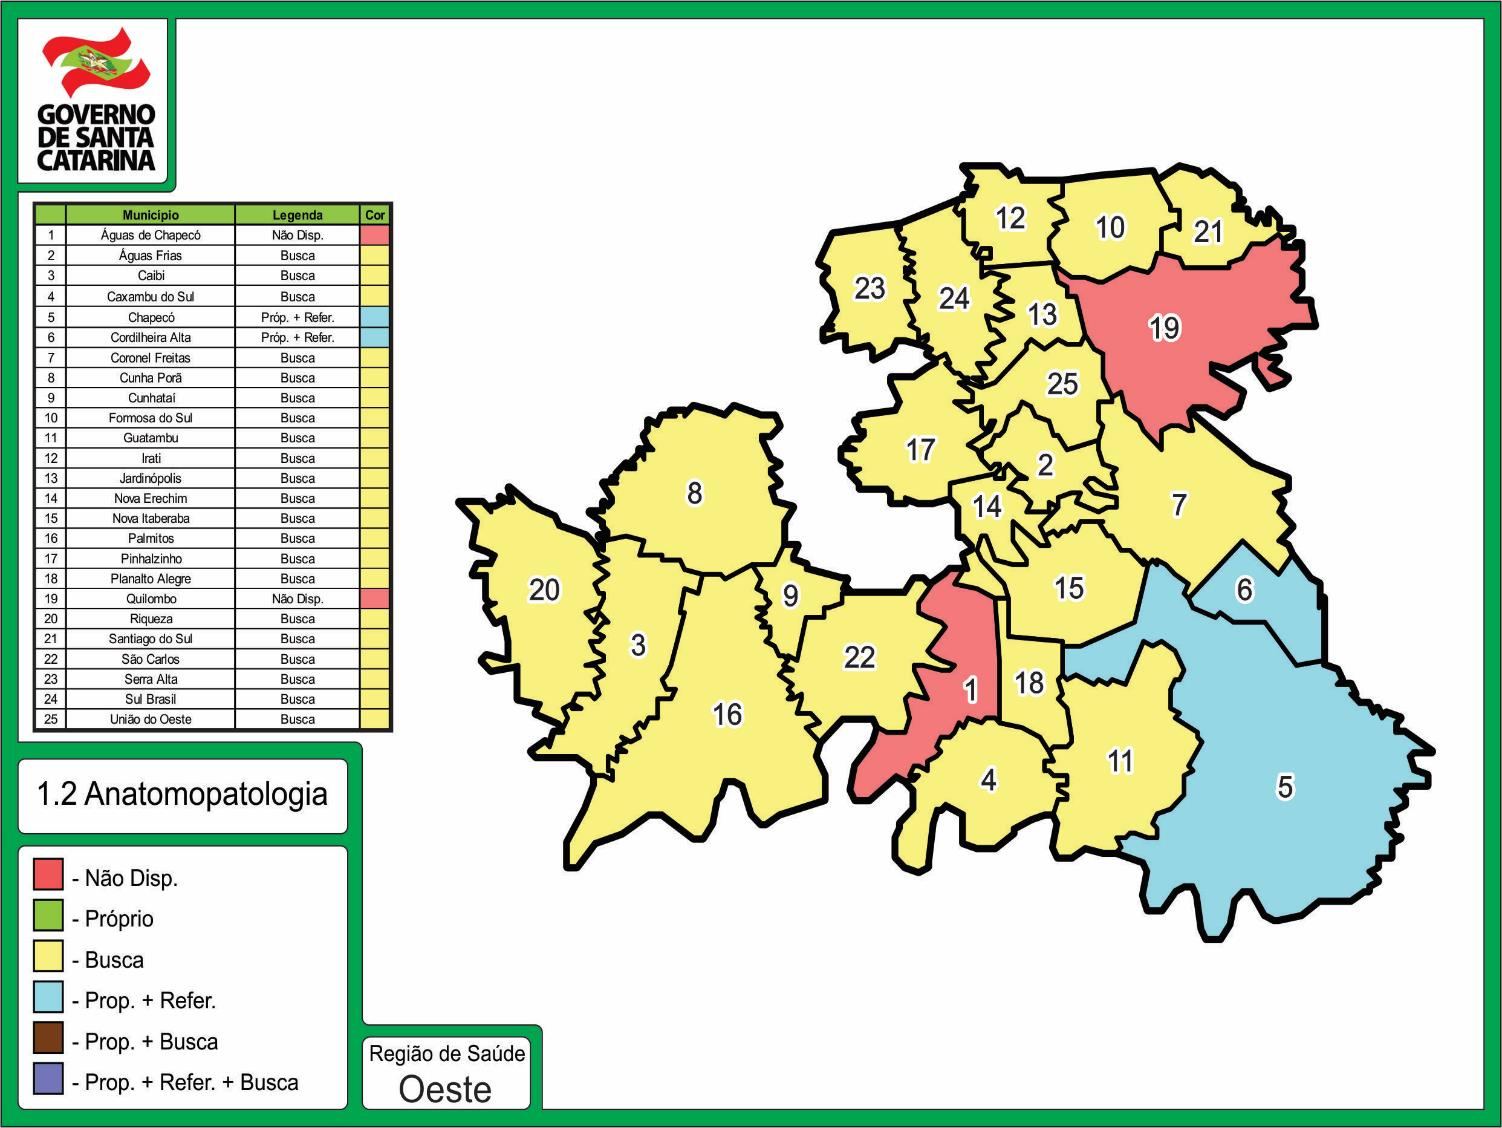 GOVERNO
DE SANTA
CATARINA
Município Legenda Cor
1 Águas de Chapecó Não Disp.
2 Águas Frias Busca
3 Caibi Busca
4 Caxambu do Sul Busca
5 Chapecó Próp. + Refer.
6 Cordilheira Alta Próp. + Refer.
7 Coronel Freitas Busca
8 Cunha Porã Busca
9 Cunhataí Busca
10 Formosa do Sul Busca
11 Guatambu Busca
12 Irati Busca
13 Jardinópolis Busca
14 Nova Erechim Busca
15 Nova Itaberaba Busca
16 Palmitos Busca
17 Pinhalzinho Busca
18 Planalto Alegre Busca
19 Quilombo Não Disp.
20 Riqueza Busca
21 Santiago do Sul Busca
22 São Carlos Busca
23 Serra Alta Busca
24 Sul Brasil Busca
25 União do Oeste Busca
1.2 Anatomopatologia
- Não Disp.
- Próprio
- Busca
- Prop. + Refer.
- Prop. + Busca
- Prop. + Refer. + Busca
Região de Saúde
Oeste
12
10
21
23
24
13
19
25
17
2
8
14
7
20
9
15
6
3
22
18
1
16
11
4
5